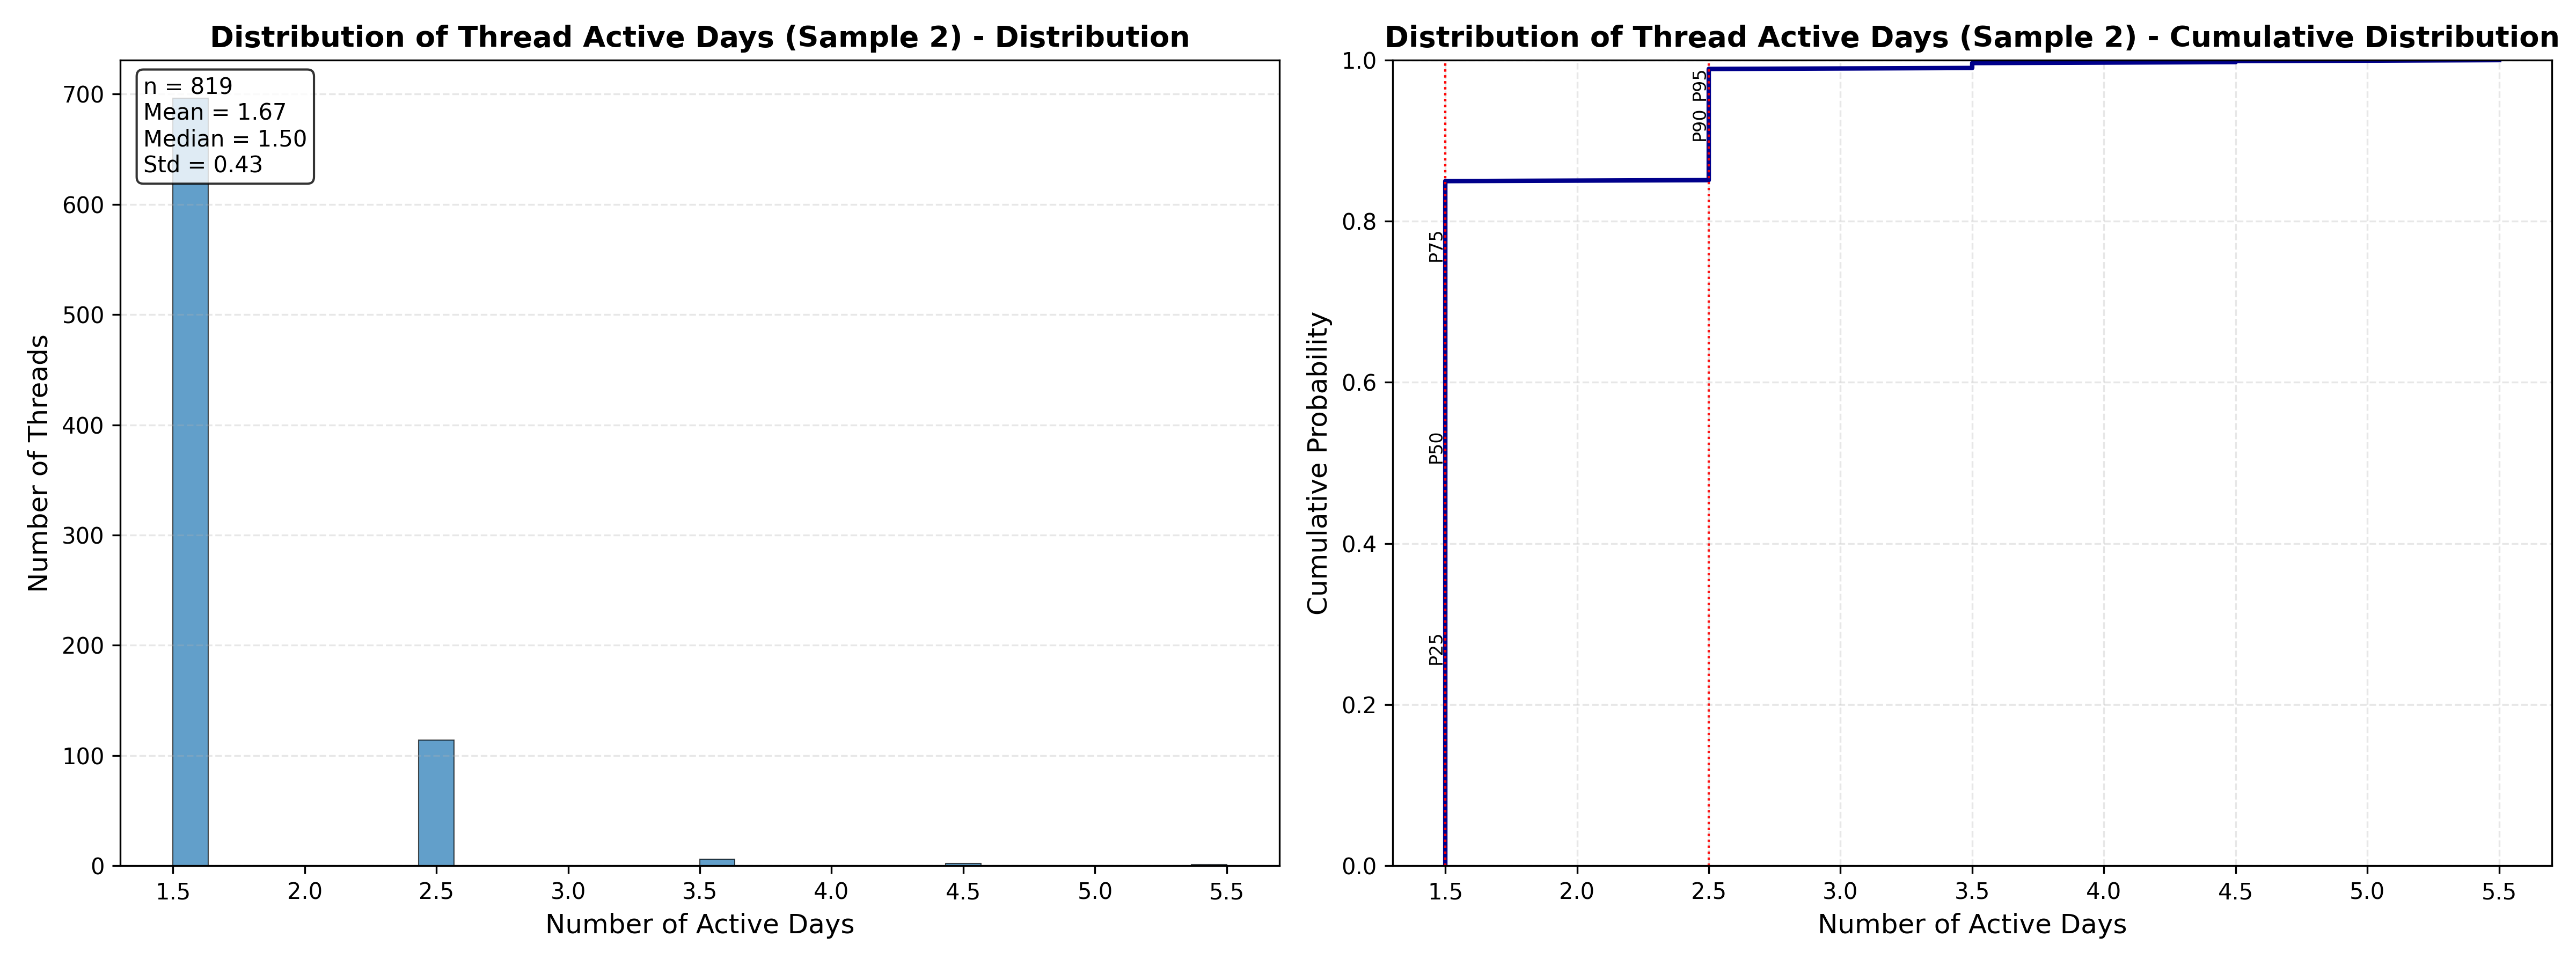 Distribution of Thread Active Days (Sample 2) - Distribution
n = 819
Mean = 1.67
Median = 1.50
Std = 0.43
700
600
500
400
300
200
100
0
Number of Threads
1.5 2.0 2.5 3.0 3.5 4.0 4.5 5.0 5.5
Number of Active Days
Distribution of Thread Active Days (Sample 2) - Cumulative Distribution
1.0
0.8
0.6
0.4
0.2
0.0
Cumulative Probability
P95
P90
P75
P50
P25
1.5 2.0 2.5 3.0 3.5 4.0 4.5 5.0 5.5
Number of Active Days